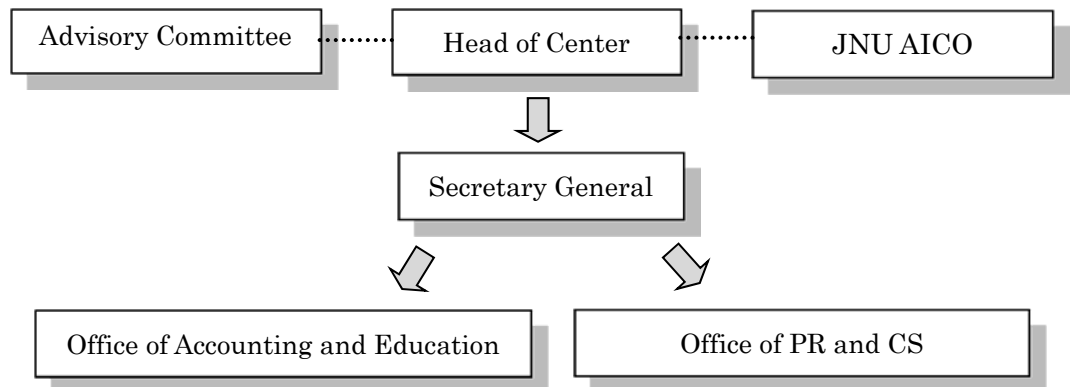 Advisory Committee
Head of Center
JNU AICO
Secretary General
Office of Accounting and Education
Office of PR and CS